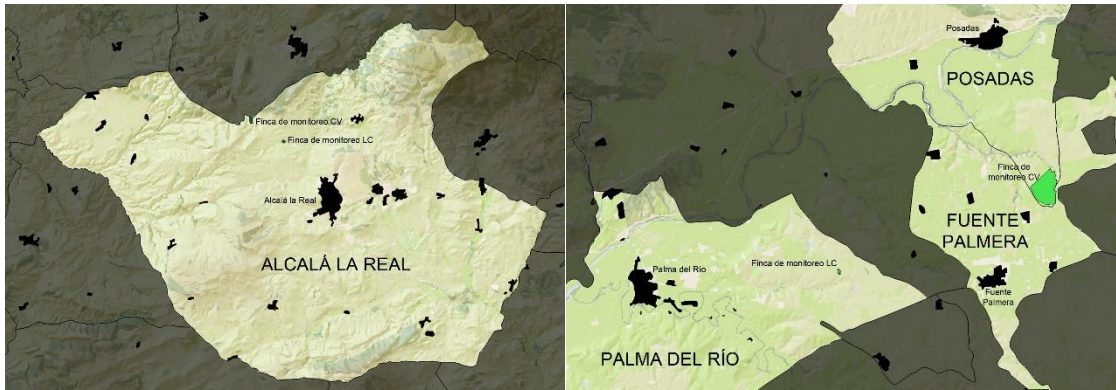 Finca de monitoreo CV
Finca de monitoreo LC
Alcalá la Real
ALCALÁ LA REAL
Posadas
POSADAS
Finca de
monitoreo CV
FUENTE
PALMERA
Finca de monitoreo LC
Palma del Río
Fuente
Palmera
PALMA DEL RÍO